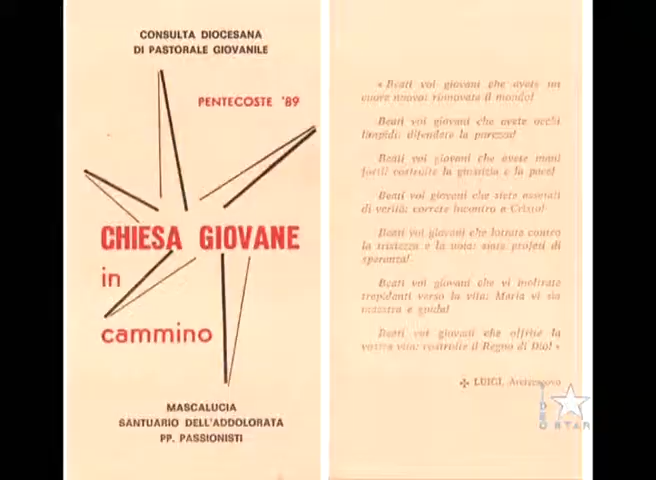 CONSULTA DIOCESANA
DI PASTORALE GIOVANILE
PENTECOSTE '89
CHIESA GIOVANE
in
cammino
MASCALUCIA
SANTUARIO DELL'ADDOLORATA
PP. PASSIONISTI
« Beati voi giovani che avete un
cuore nuovo: rinnovate il mondo!
Beati voi giovani che avete occhi
limpidi: difendete la purezza!
Beati voi giovani che avete mani
forti: costruite la giustizia e la pace!
Beati voi giovani che siete assetati
di verità: correte incontro a Cristo!
Beati voi giovani che lottate contro
la tristezza e la noia: siate profeti di
speranza!
Beati voi giovani che vi inoltrate
trepidanti verso la vita: Maria vi sia
maestra e guida!
Beati voi giovani che offrite la
vostra vita: costruite il Regno di Dio! »
✣ LUIGI, Arcivescovo
VIDEO STAR